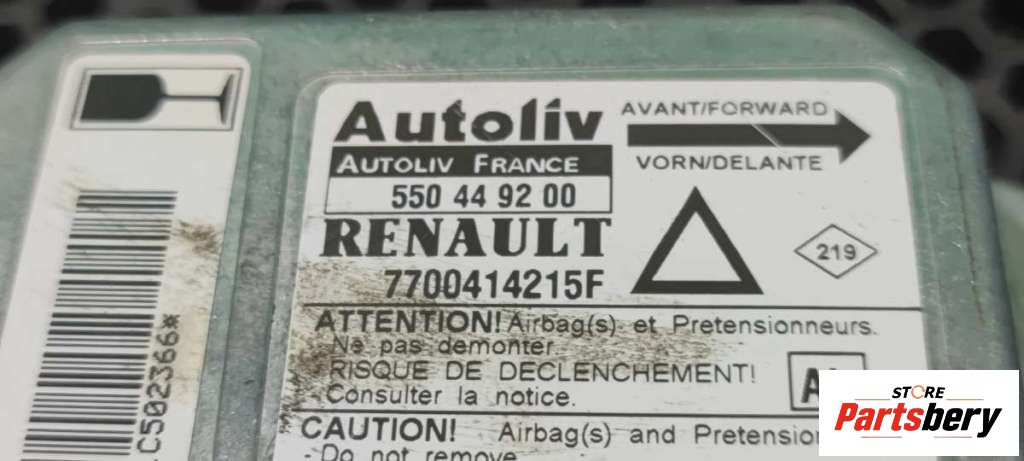 Autoliv
AUTOLIV FRANCE
550 44 92 00
RENAULT
7700414215F
AVANT/FORWARD
VORN/DELANTE
219
ATTENTION! Airbag(s) et Pretensionneurs.
Ne pas demonter
RISQUE DE DECLENCHEMENT!
Consulter la notice.
CAUTION! Airbag(s) and Pretension
Do not remove
C502366*
STORE
Partsbery